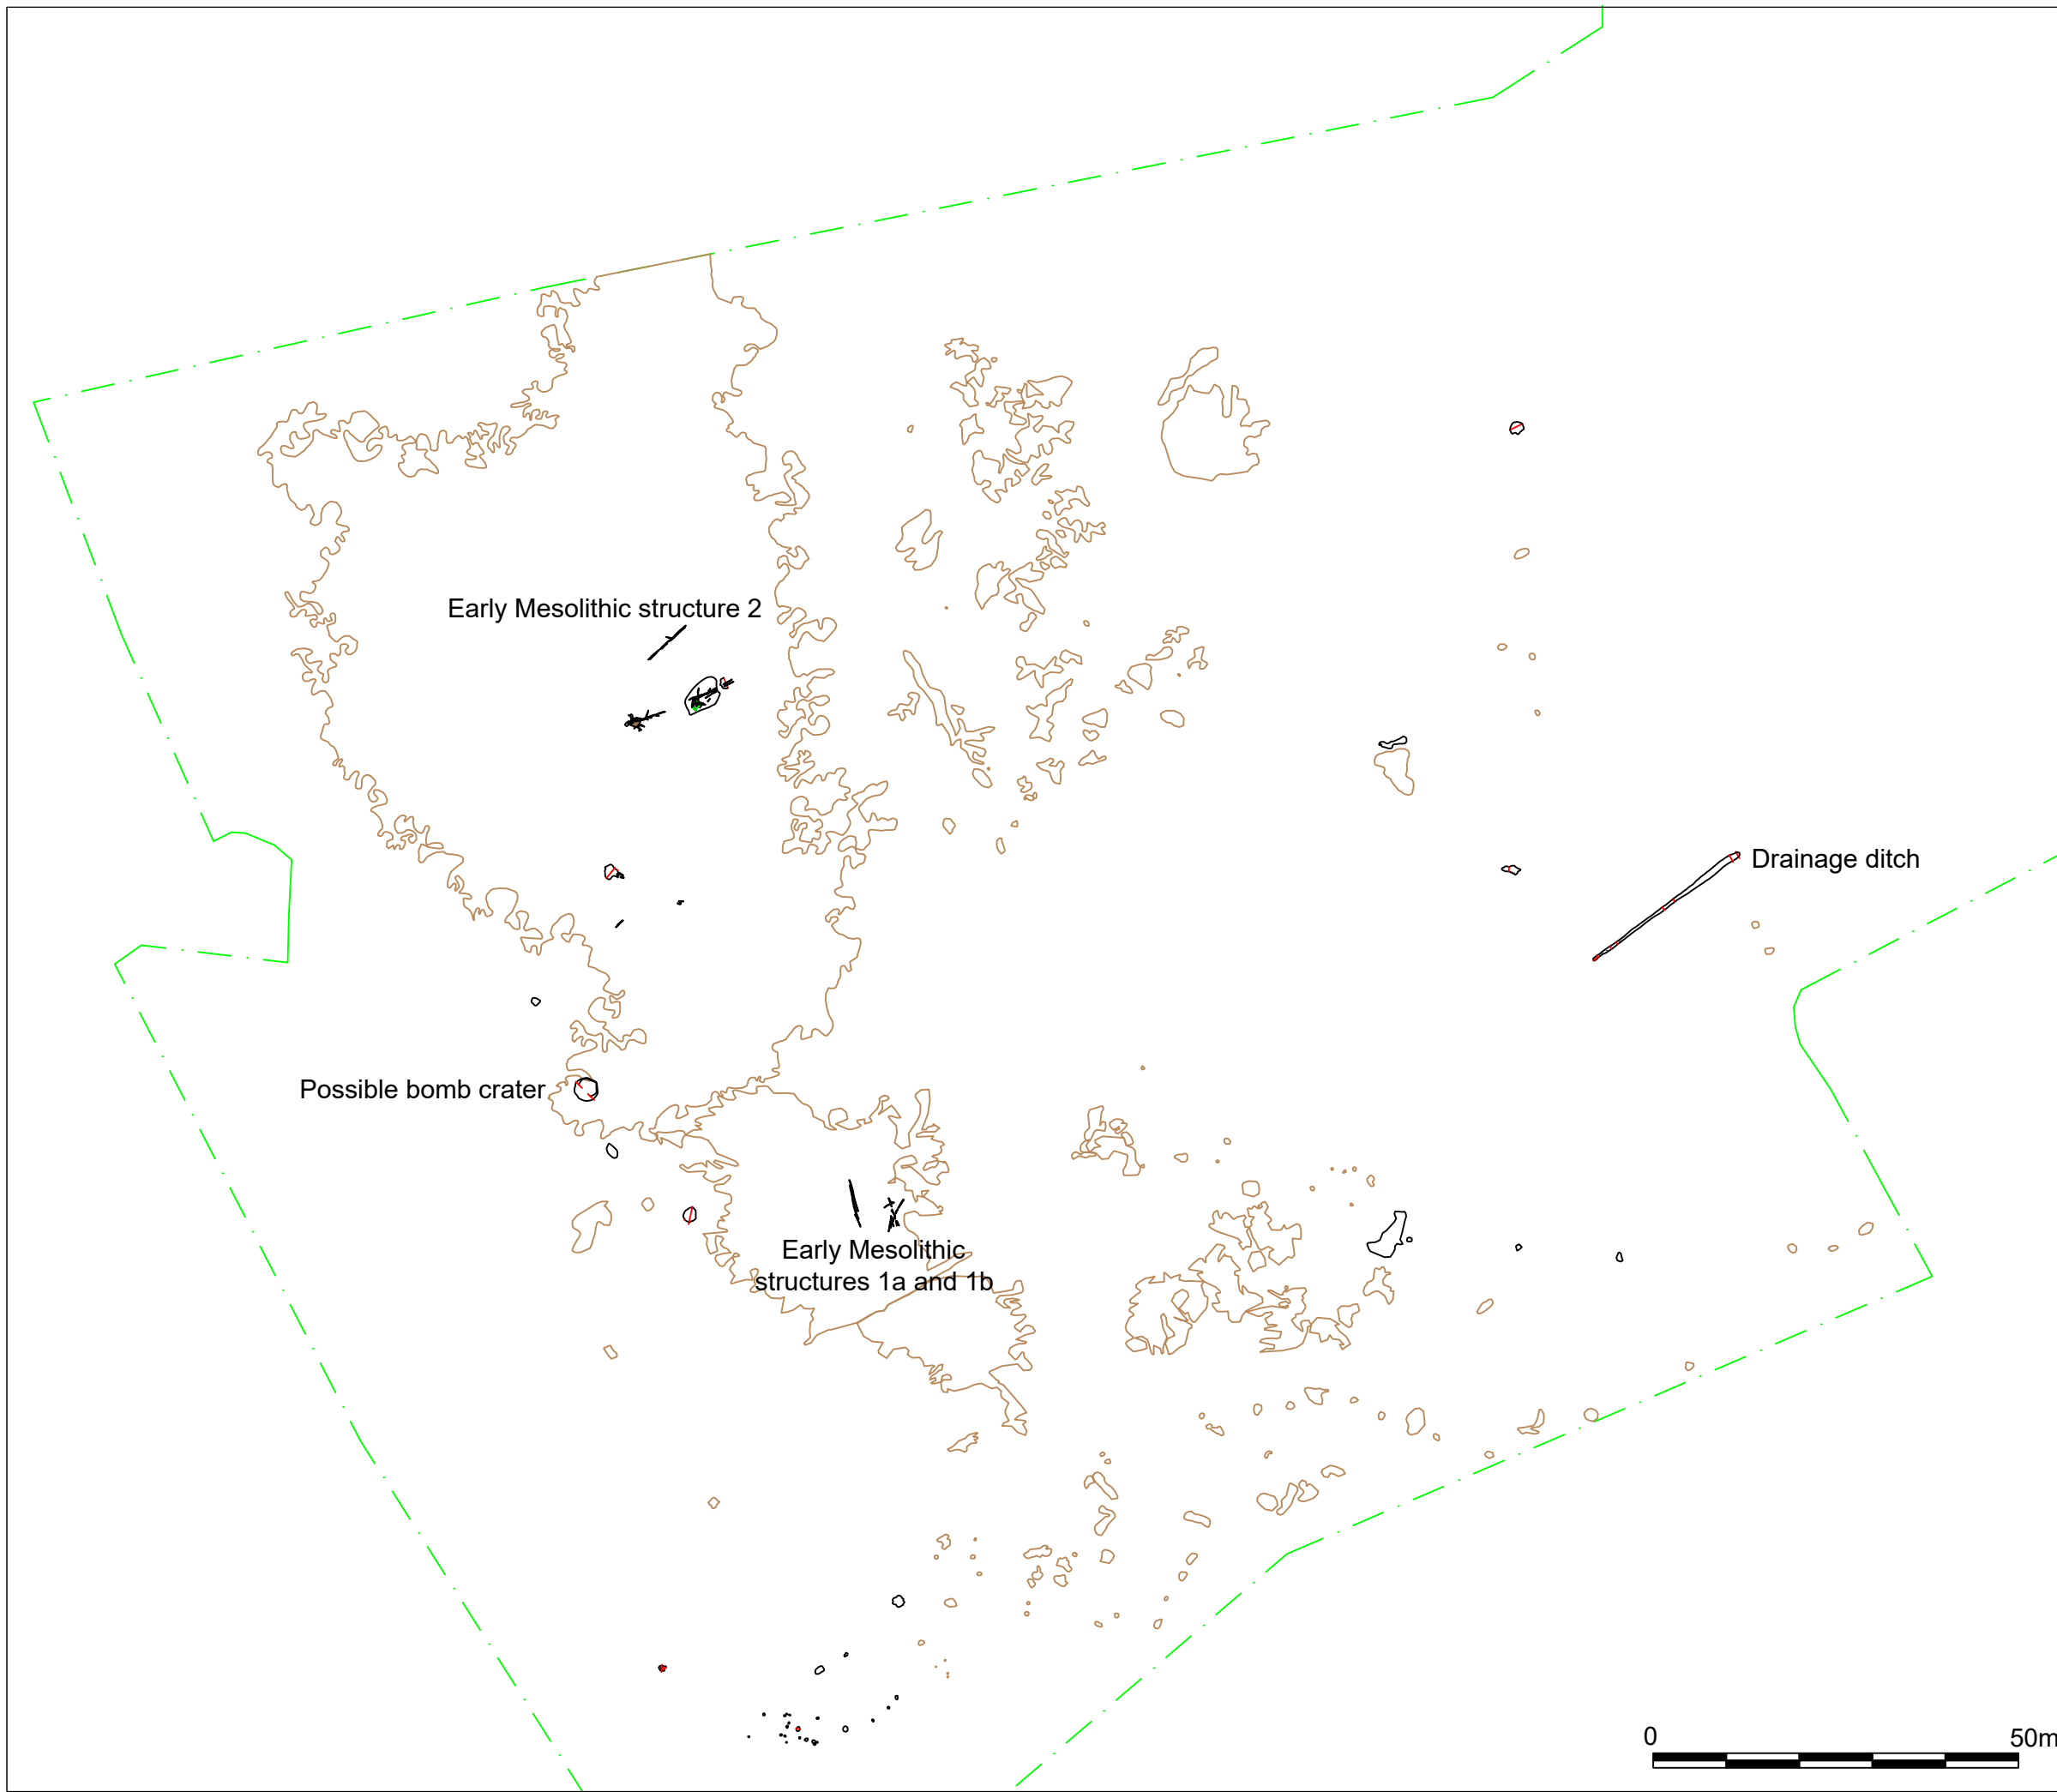 Early Mesolithic structure 2
Drainage ditch
Possible bomb crater
Early Mesolithic
structures 1a and 1b
0 50m